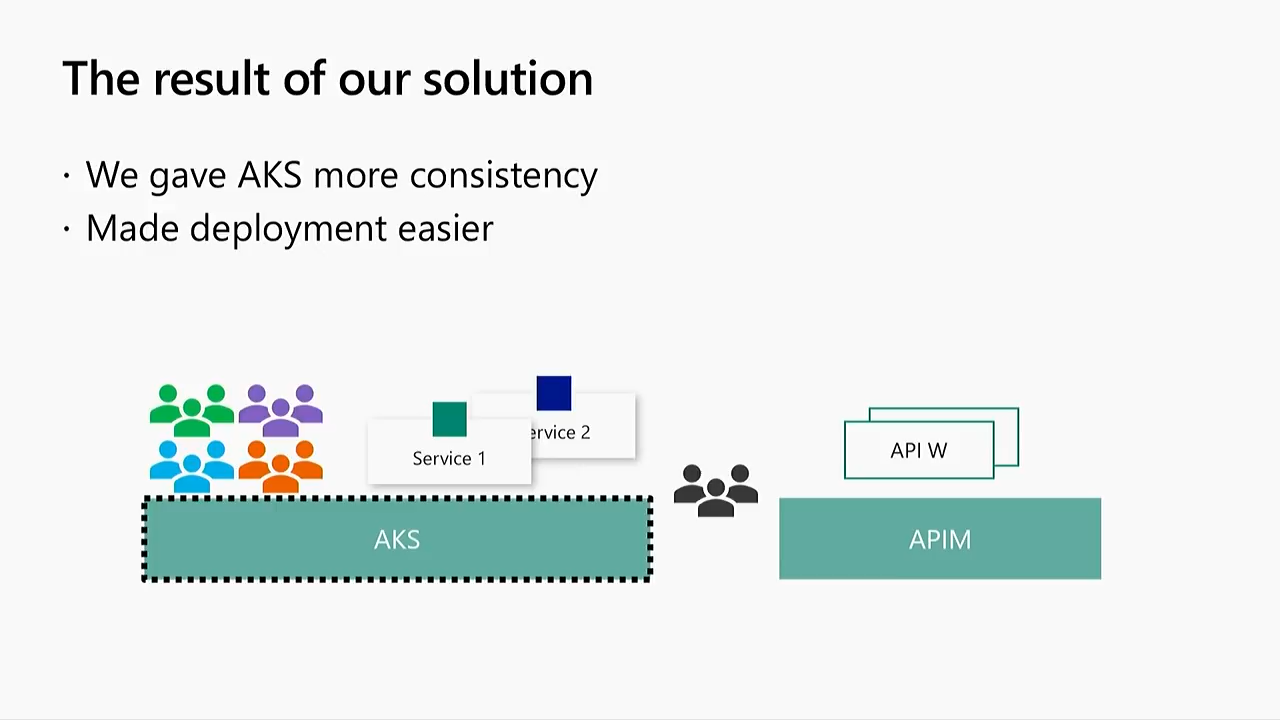 The result of our solution
· We gave AKS more consistency
· Made deployment easier
ervice 2
Service 1
API W
AKS
APIM